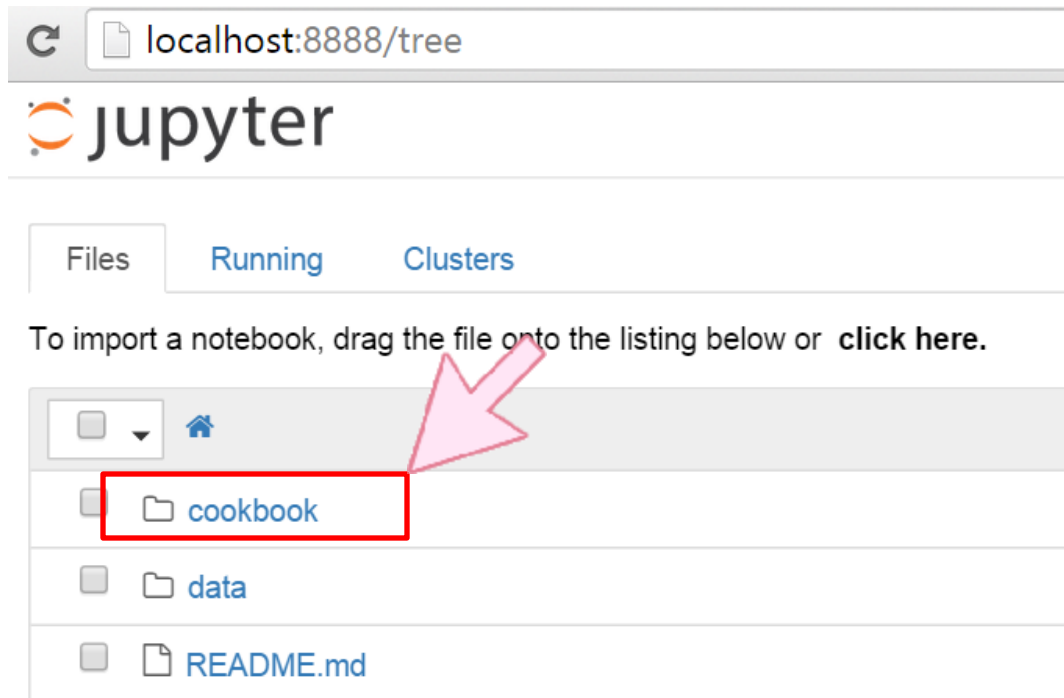 localhost:8888/tree
jupyter
Files Running Clusters
To import a notebook, drag the file onto the listing below or click here.
cookbook
data
README.md